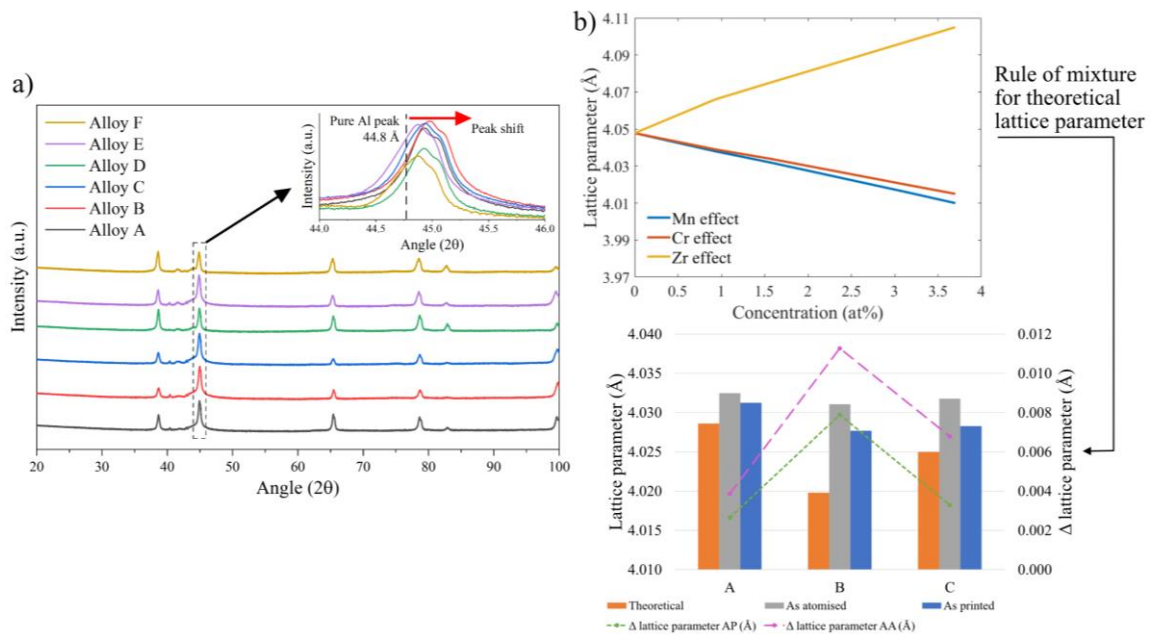 a)
Alloy F
Alloy E
Alloy D
Alloy C
Alloy B
Alloy A
Intensity (a.u.)
20 30 40 50 60 70 80 90 100
Angle (2θ)
Pure Al peak
44.8 Å
Peak shift
Intensity (a.u.)
44.0 44.5 45.0 45.5 46.0
Angle (2θ)
b)
Lattice parameter (Å)
4.11
4.09
4.07
4.05
4.03
4.01
3.99
3.97
Mn effect
Cr effect
Zr effect
0 0.5 1 1.5 2 2.5 3 3.5 4
Concentration (at%)
Rule of mixture
for theoretical
lattice parameter
Lattice parameter (Å)
4.040
4.035
4.030
4.025
4.020
4.015
4.010
0.012
0.010
0.008
0.006
0.004
0.002
0.000
Δ lattice parameter (Å)
A B C
Theoretical As atomised As printed
Δ lattice parameter AP (Å) Δ lattice parameter AA (Å)